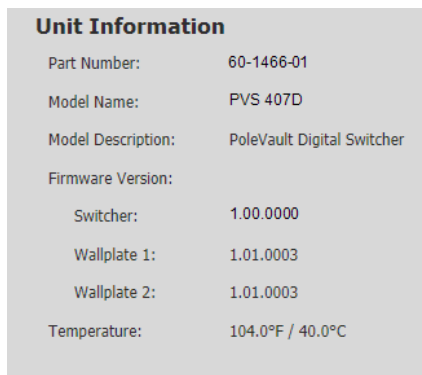 Unit Information
Part Number: 60-1466-01
Model Name: PVS 407D
Model Description: PoleVault Digital Switcher
Firmware Version:
Switcher: 1.00.0000
Wallplate 1: 1.01.0003
Wallplate 2: 1.01.0003
Temperature: 104.0°F / 40.0°C